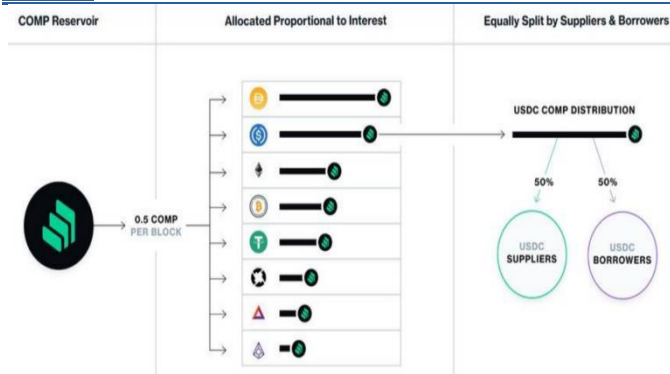 COMP Reservoir
Allocated Proportional to Interest
Equally Split by Suppliers & Borrowers
0.5 COMP
PER BLOCK
USDC COMP DISTRIBUTION
50%
50%
USDC
SUPPLIERS
USDC
BORROWERS